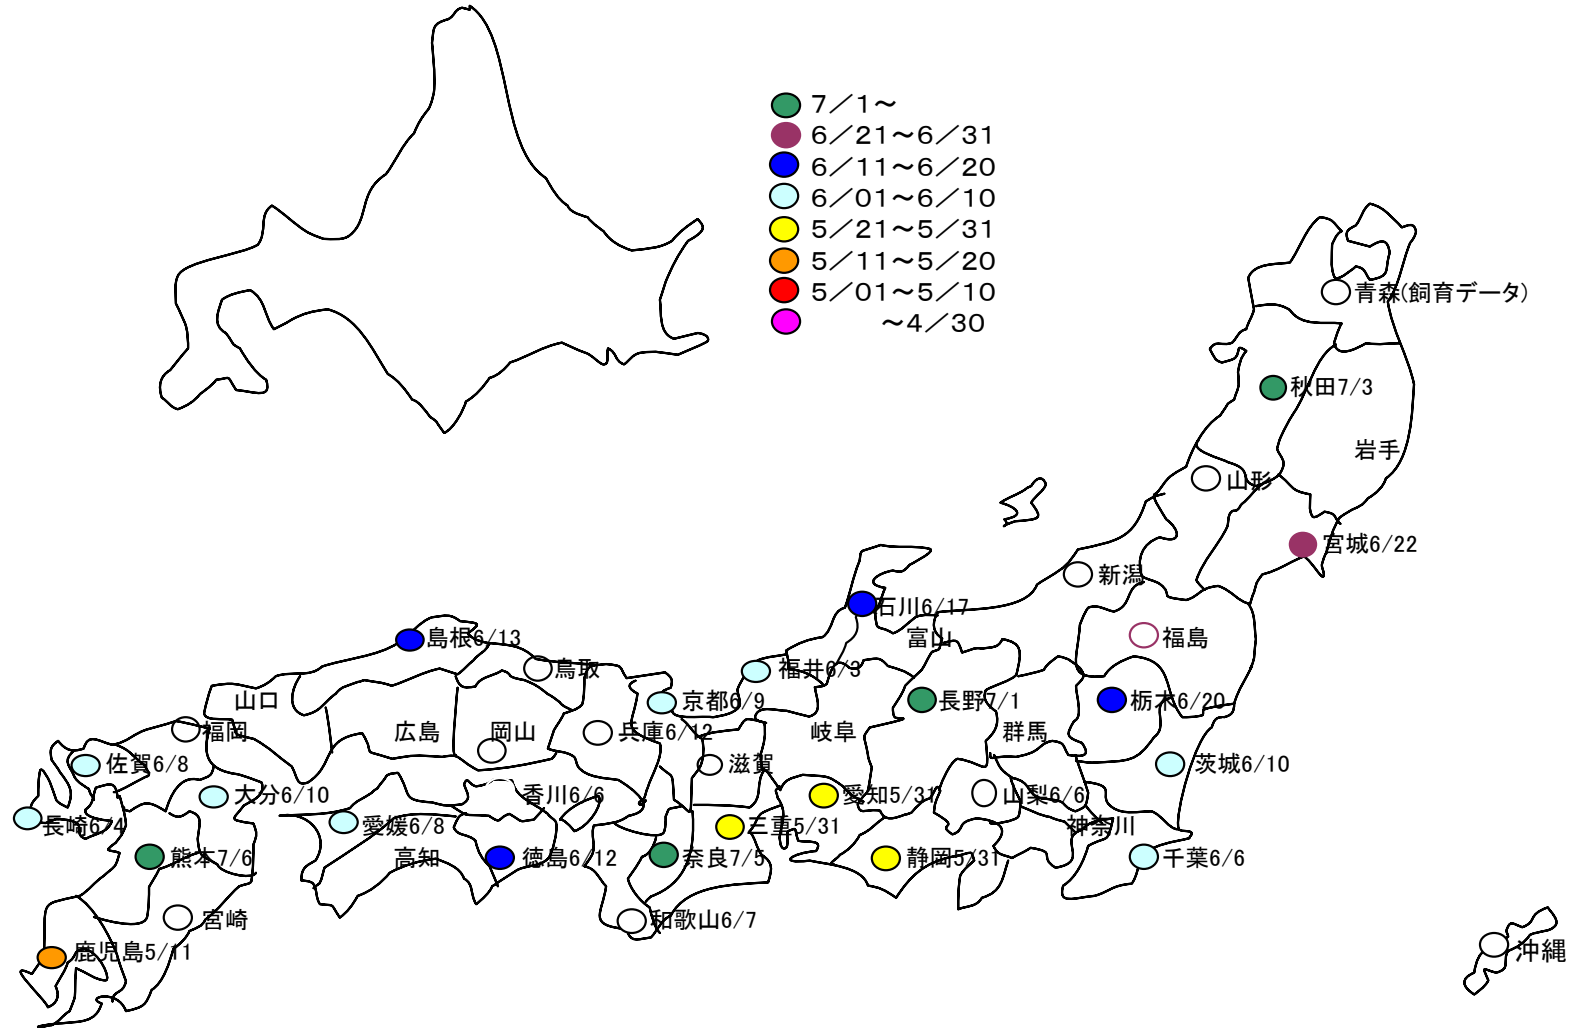 7／1～
6／21～6／31
6／11～6／20
6／01～6／10
5／21～5／31
5／11～5／20
5／01～5／10
～4／30
青森(飼育データ)
秋田7/3
岩手
山形
宮城6/22
新潟
石川6/17
富山
福島
島根6/13
鳥取
福井6/3
京都6/9
長野7/1
栃木6/20
山口
広島
岡山
兵庫6/12
岐阜
群馬
福岡
佐賀6/8
滋賀
茨城6/10
大分6/10
香川6/6
愛知5/31
山梨6/6
長崎6/4
愛媛6/8
三重5/31
神奈川
熊本7/6
高知
徳島6/12
奈良7/5
静岡5/31
千葉6/6
宮崎
和歌山6/7
鹿児島5/11
沖縄